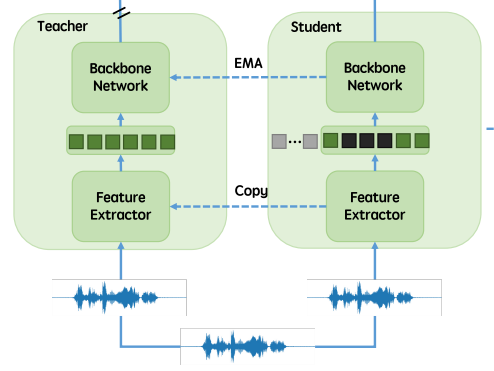 Teacher
Student
Backbone
Network
EMA
Backbone
Network
...
Feature
Extractor
Copy
Feature
Extractor